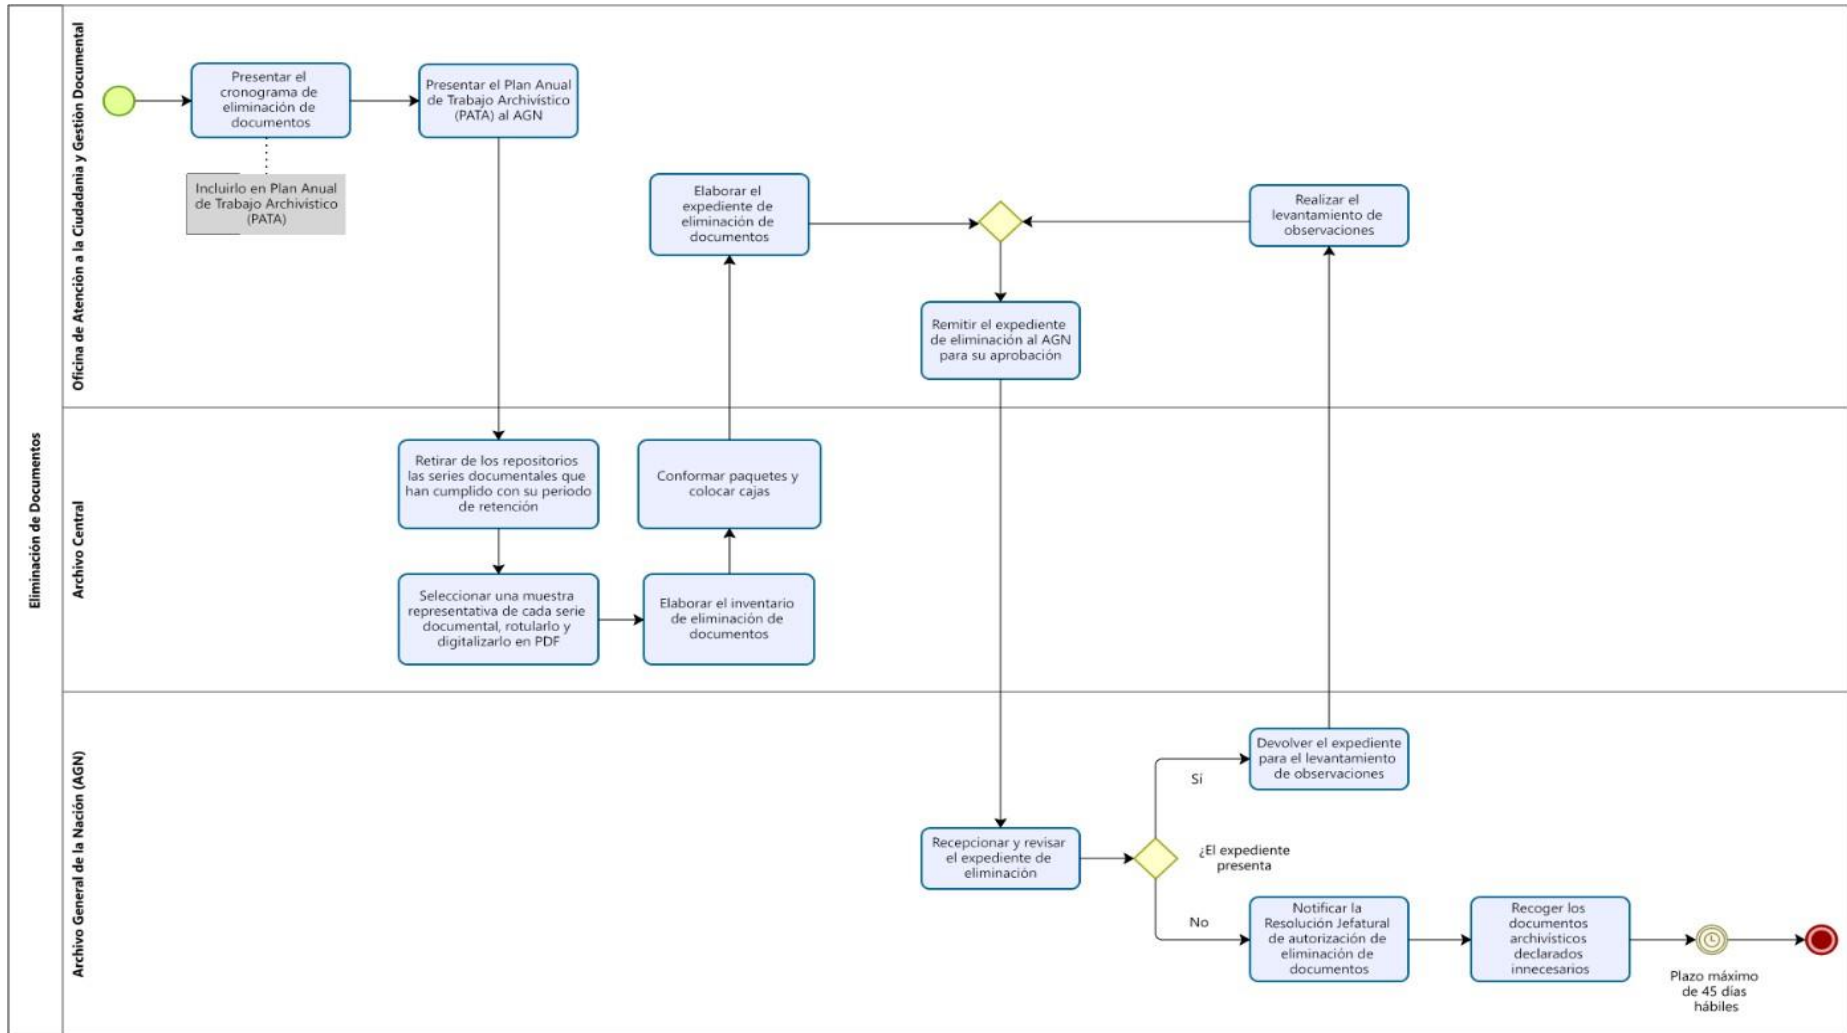 Eliminación de Documentos
Oficina de Atención a la Ciudadanía y Gestión Documental
Presentar el
cronograma de
eliminación de
documentos
Presentar el Plan Anual
de Trabajo Archivístico
(PATA) al AGN
Incluirlo en Plan Anual
de Trabajo Archivístico
(PATA)
Elaborar el
expediente de
eliminación de
documentos
Realizar el
levantamiento de
observaciones
Remitir el expediente
de eliminación al AGN
para su aprobación
Archivo Central
Retirar de los repositorios
las series documentales que
han cumplido con su periodo
de retención
Conformar paquetes y
colocar cajas
Seleccionar una muestra
representativa de cada serie
documental, rotularlo y
digitalizarlo en PDF
Elaborar el inventario
de eliminación de
documentos
Archivo General de la Nación (AGN)
Devolver el expediente
para el levantamiento
de observaciones
Sí
Recepcionar y revisar
el expediente de
eliminación
¿El expediente
presenta
No
Notificar la
Resolución Jefatural
de autorización de
eliminación de
documentos
Recoger los
documentos
archivísticos
declarados
innecesarios
Plazo máximo
de 45 días
hábiles